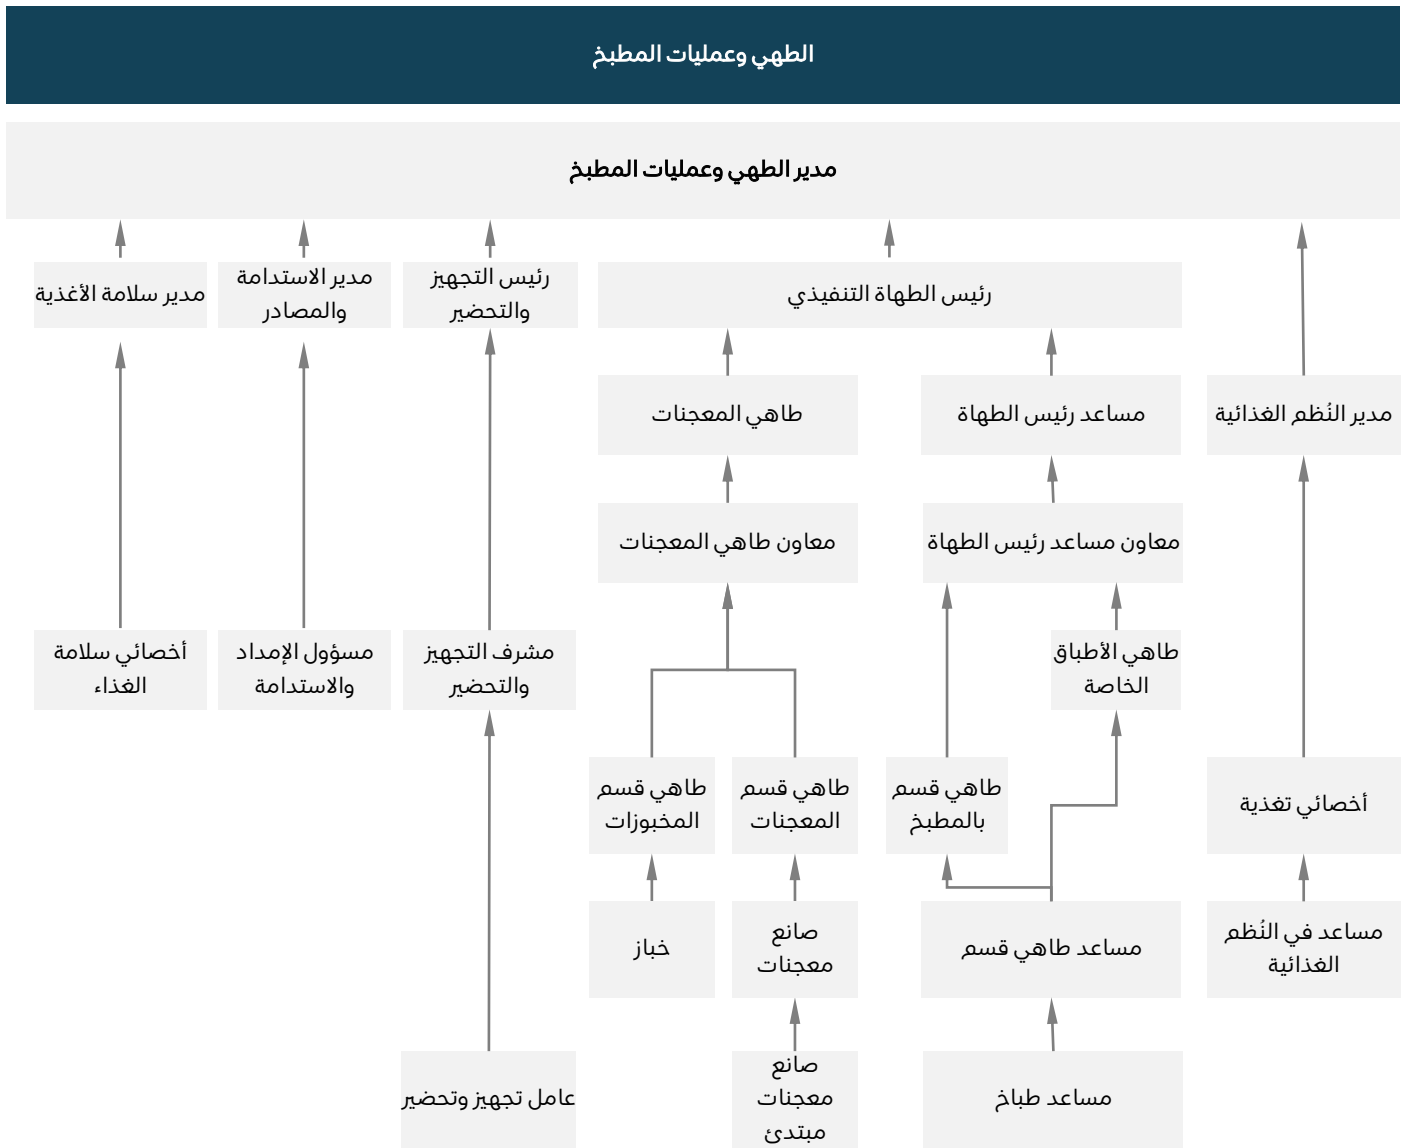 الطهي وعمليات المطبخ
مدير الطهي وعمليات المطبخ
رئيس الطهاة التنفيذي
رئيس التجهيز
والتحضير
مدير الاستدامة
والمصادر
مدير سلامة الأغذية
مدير النُظم الغذائية
مساعد رئيس الطهاة
طاهي المعجنات
معاون مساعد رئيس الطهاة
معاون طاهي المعجنات
طاهي الأطباق
الخاصة
مشرف التجهيز
والتحضير
مسؤول الإمداد
والاستدامة
أخصائي سلامة
الغذاء
أخصائي تغذية
طاهي قسم
بالمطبخ
طاهي قسم
المعجنات
طاهي قسم
المخبوزات
مساعد في النُظم
الغذائية
مساعد طاهي قسم
صانع
معجنات
خباز
مساعد طباخ
صانع
معجنات
مبتدئ
عامل تجهيز وتحضير